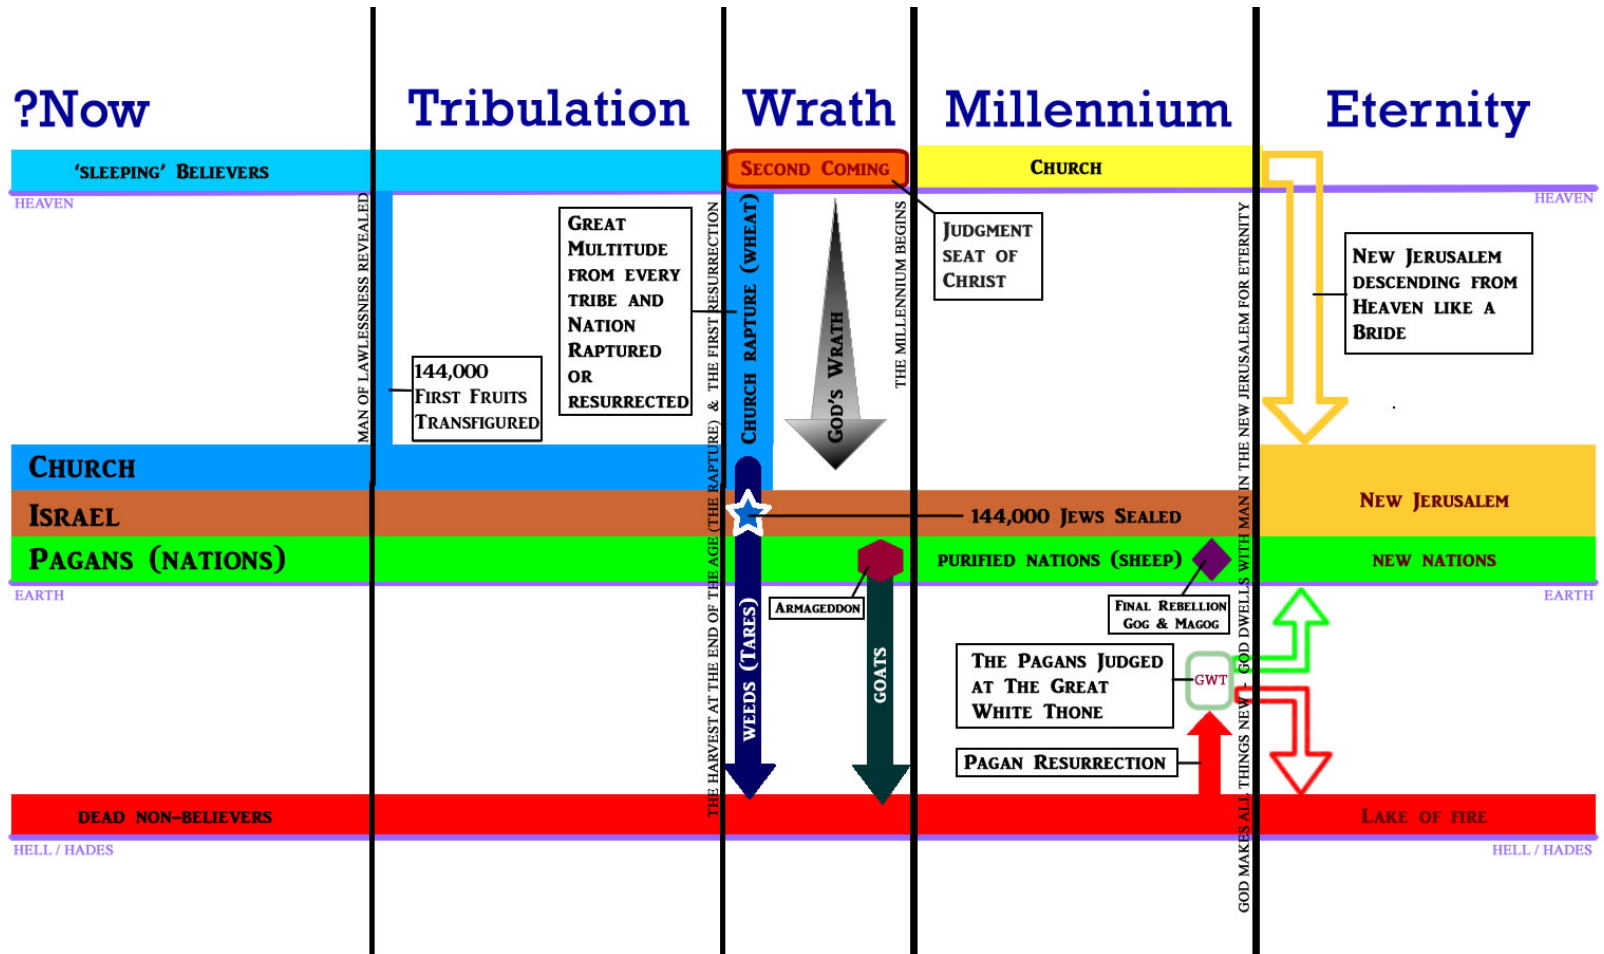 ?Now
Tribulation
Wrath
Millennium
Eternity
‘SLEEPING’ BELIEVERS
SECOND COMING
CHURCH
HEAVEN
HEAVEN
MAN OF LAWLESSNESS REVEALED
144,000
FIRST FRUITS
TRANSFIGURED
GREAT
MULTITUDE
FROM EVERY
TRIBE AND
NATION
RAPTURED
OR
RESURRECTED
THE HARVEST AT THE END OF THE AGE (THE RAPTURE) & THE FIRST RESURRECTION
CHURCH RAPTURE (WHEAT)
GOD'S WRATH
THE MILLENNIUM BEGINS
JUDGMENT
SEAT OF
CHRIST
GOD MAKES ALL THINGS NEW - GOD DWELLS WITH MAN IN THE NEW JERUSALEM FOR ETERNITY
NEW JERUSALEM
DESCENDING FROM
HEAVEN LIKE A
BRIDE
CHURCH
ISRAEL
144,000 JEWS SEALED
NEW JERUSALEM
PAGANS (NATIONS)
PURIFIED NATIONS (SHEEP)
NEW NATIONS
EARTH
EARTH
ARMAGEDDON
FINAL REBELLION
GOG & MAGOG
WEEDS (TARES)
GOATS
THE PAGANS JUDGED
AT THE GREAT
WHITE THONE
GWT
PAGAN RESURRECTION
DEAD NON-BELIEVERS
LAKE OF FIRE
HELL / HADES
HELL / HADES